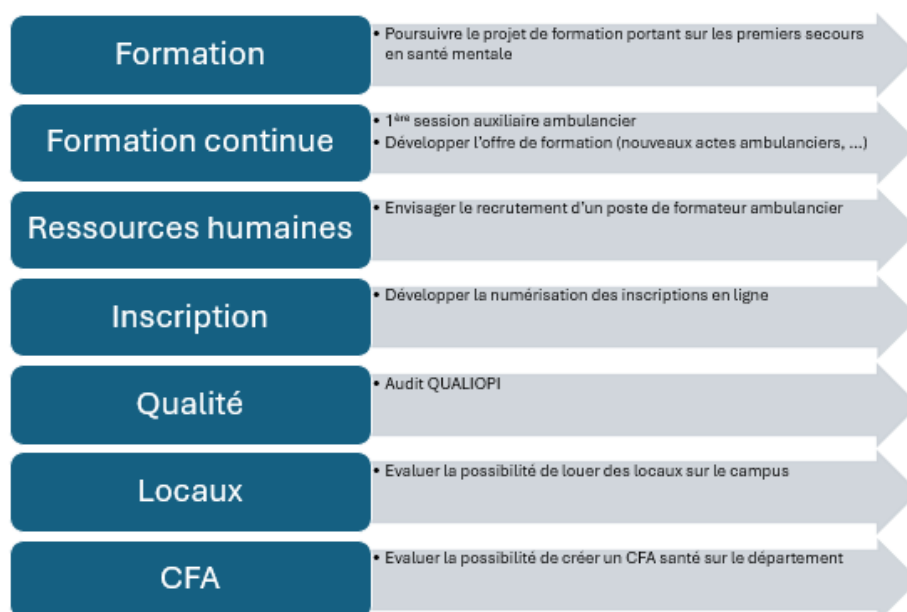 Formation
• Poursuivre le projet de formation portant sur les premiers secours
en santé mentale
Formation continue
• 1ère session auxiliaire ambulancier
• Développer l'offre de formation (nouveaux actes ambulanciers, ...)
Ressources humaines
• Envisager le recrutement d'un poste de formateur ambulancier
Inscription
• Développer la numérisation des inscriptions en ligne
Qualité
• Audit QUALIOPI
Locaux
• Evaluer la possibilité de louer des locaux sur le campus
CFA
• Evaluer la possibilité de créer un CFA santé sur le département